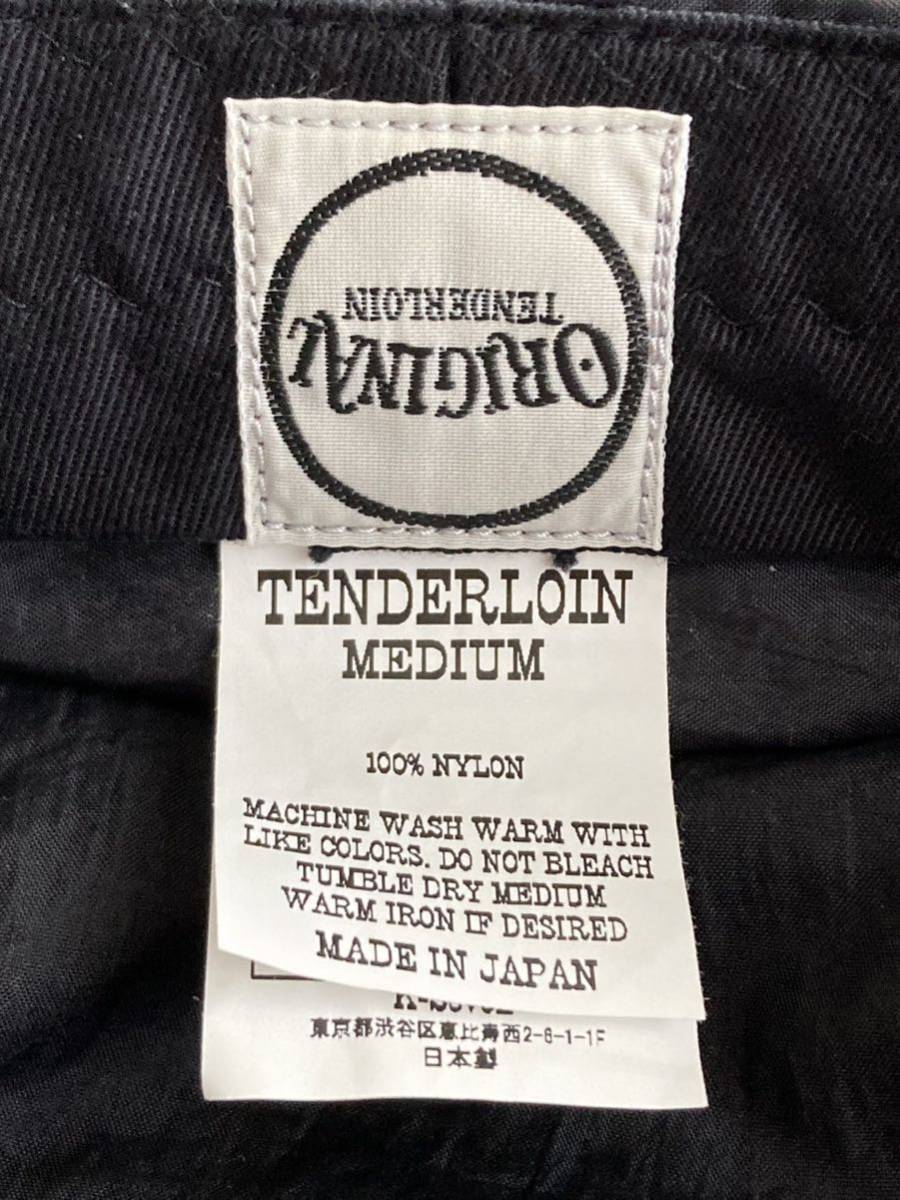 ORIGINAL
TENDERLOIN
TENDERLOIN
MEDIUM
100% NYLON
MACHINE WASH WARM WITH
LIKE COLORS. DO NOT BLEACH
TUMBLE DRY MEDIUM
WARM IRON IF DESIRED
MADE IN JAPAN
東京都渋谷区恵比寿西2-6-1-1F
日本製